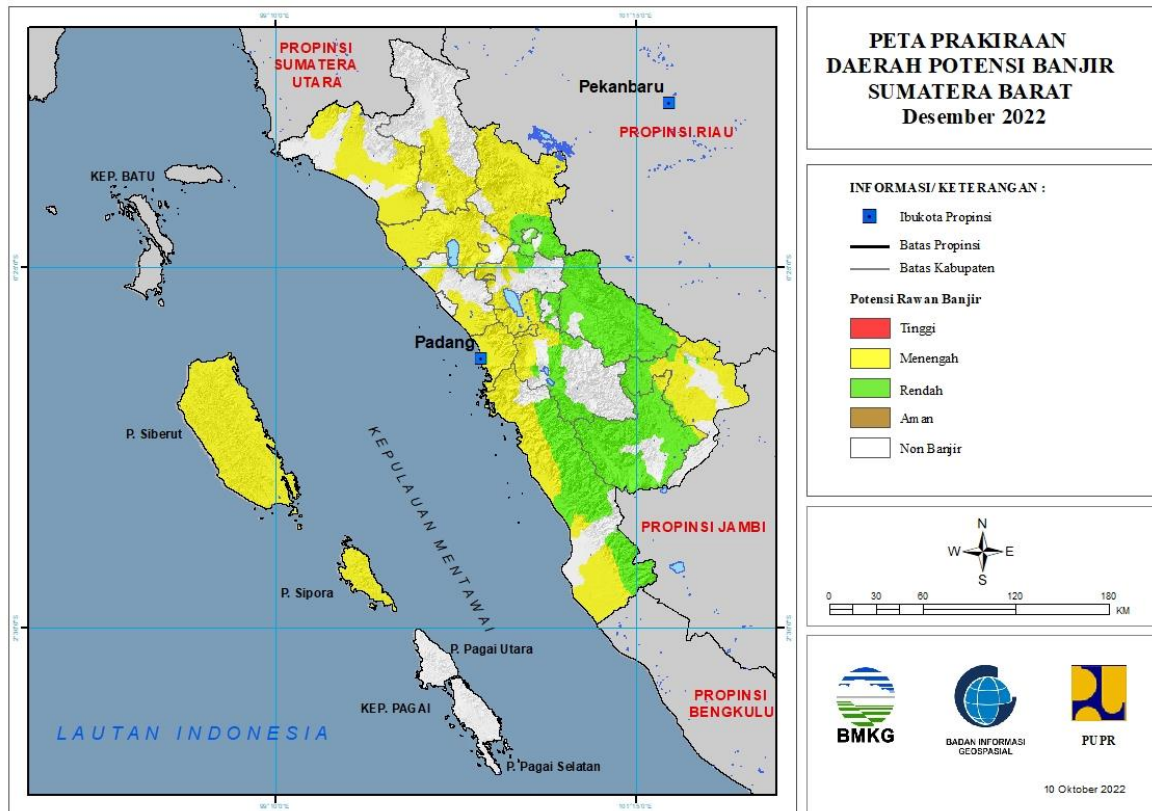 PETA PRAKIRAAN
DAERAH POTENSI BANJIR
SUMATERA BARAT
Desember 2022
INFORMASI/ KETERANGAN :
Ibukota Propinsi
Batas Propinsi
Batas Kabupaten
Potensi Rawan Banjir
Tinggi
Menengah
Rendah
Aman
Non Banjir
N
W E
S
0 30 60 120 180
KM
BMKG
BADAN INFORMASI
GEOSPASIAL
PUPR
10 Oktober 2022
PROPINSI
SUMATERA
UTARA
Pekanbaru
PROPINSI RIAU
KEP. BATU
Padang
P. Siberut
KEPULAUAN MENTAWAI
PROPINSI JAMBI
P. Sipora
P. Pagai Utara
KEP. PAGAI
PROPINSI
BENGKULU
LAUTAN INDONESIA
P. Pagai Selatan